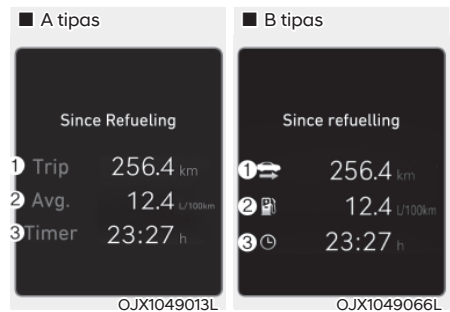 ■ A tipas
Since Refueling
1 Trip 256.4 km
2 Avg. 12.4 L/100km
3 Timer 23:27 h
OJX1049013L
■ B tipas
Since refuelling
1 256.4 km
2 12.4 L/100km
3 23:27 h
OJX1049066L